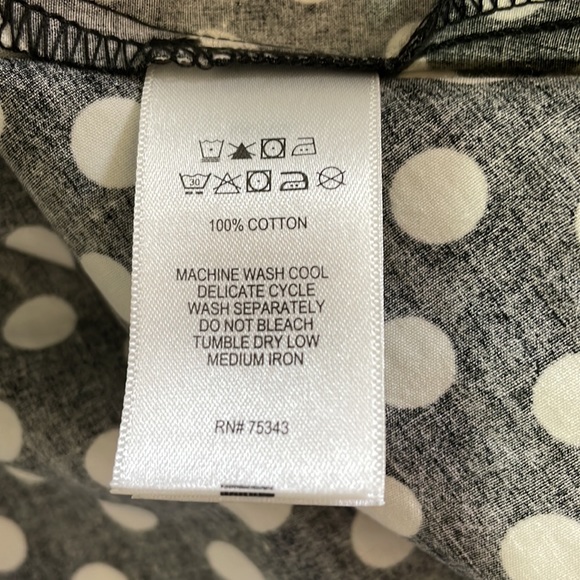 30
100% COTTON
MACHINE WASH COOL
DELICATE CYCLE
WASH SEPARATELY
DO NOT BLEACH
TUMBLE DRY LOW
MEDIUM IRON
RN# 75343